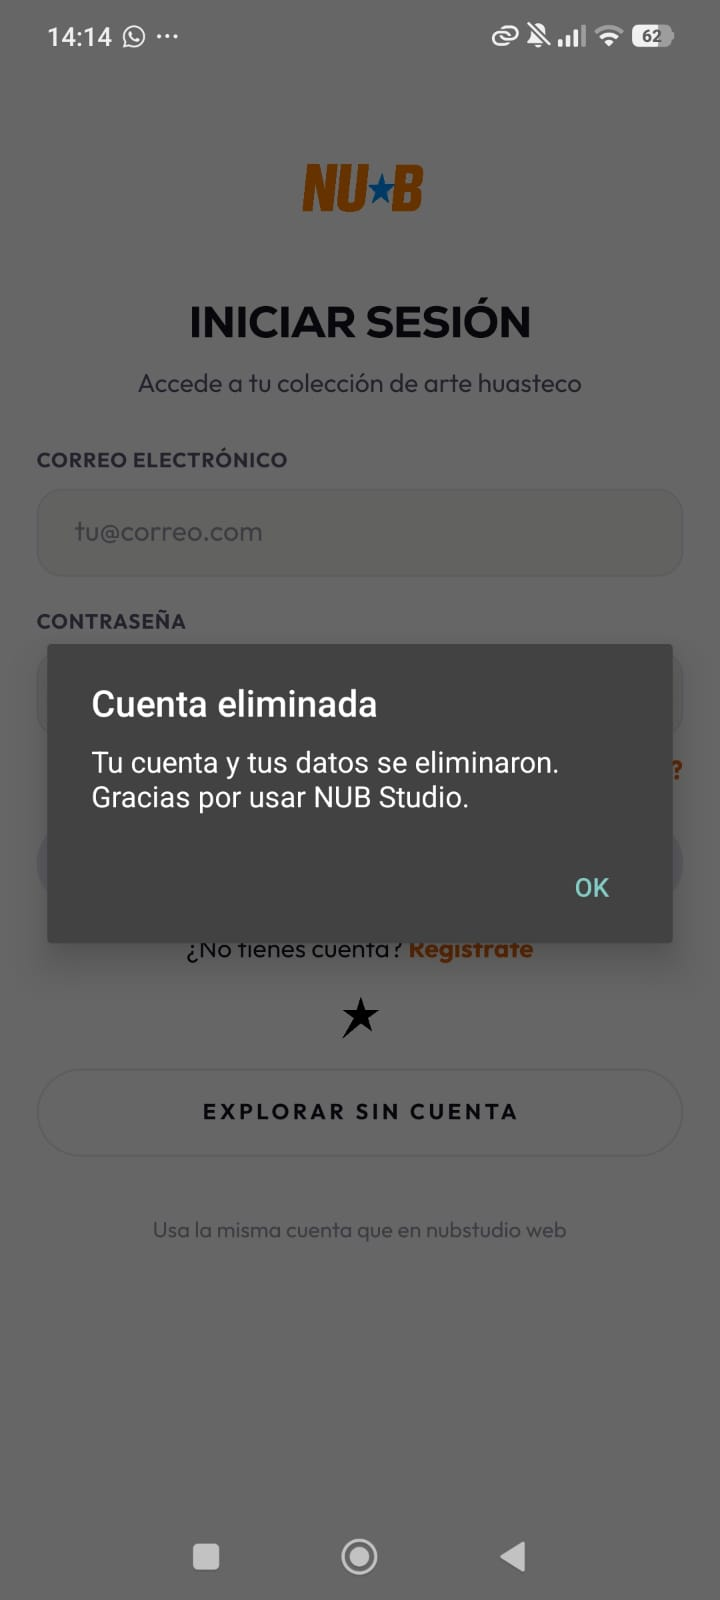 14:14
62
NU★B
INICIAR SESIÓN
Accede a tu colección de arte huasteco
CORREO ELECTRÓNICO
tu@correo.com
CONTRASEÑA
Cuenta eliminada
Tu cuenta y tus datos se eliminaron.
Gracias por usar NUB Studio.
?
OK
¿No tienes cuenta? Regístrate
EXPLORAR SIN CUENTA
Usa la misma cuenta que en nubstudio web